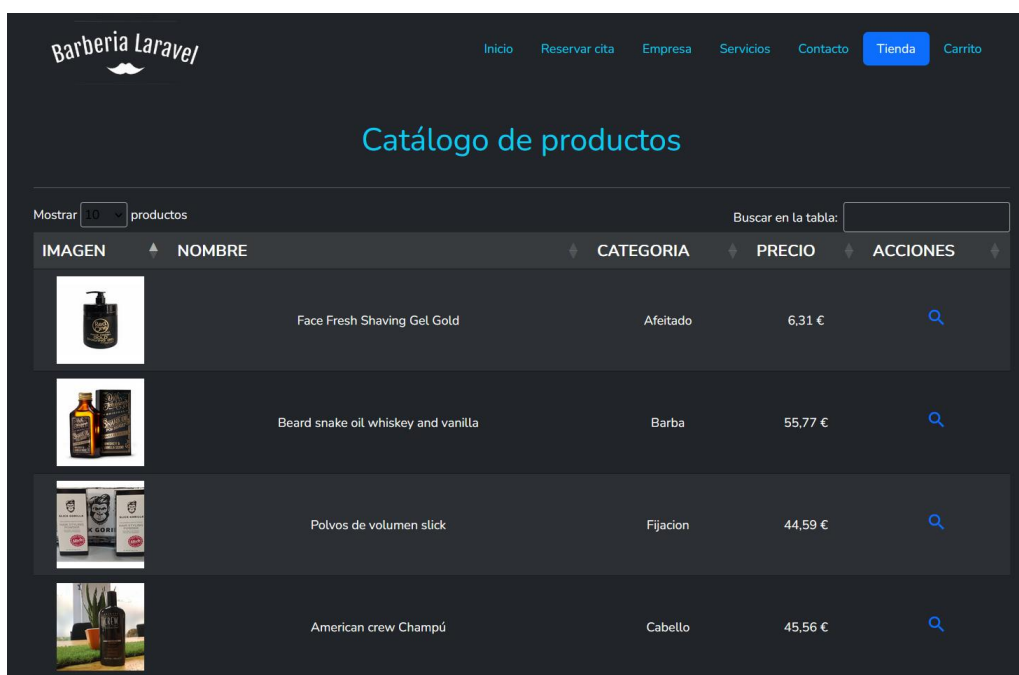 Barberia Laravel
Inicio Reservar cita Empresa Servicios Contacto Tienda Carrito
Catálogo de productos
Mostrar 10 productos Buscar en la tabla:
IMAGEN NOMBRE CATEGORIA PRECIO ACCIONES
Face Fresh Shaving Gel Gold Afeitado 6,31 €
Beard snake oil whiskey and vanilla Barba 55,77 €
Polvos de volumen slick Fijacion 44,59 €
American crew Champú Cabello 45,56 €
CREW